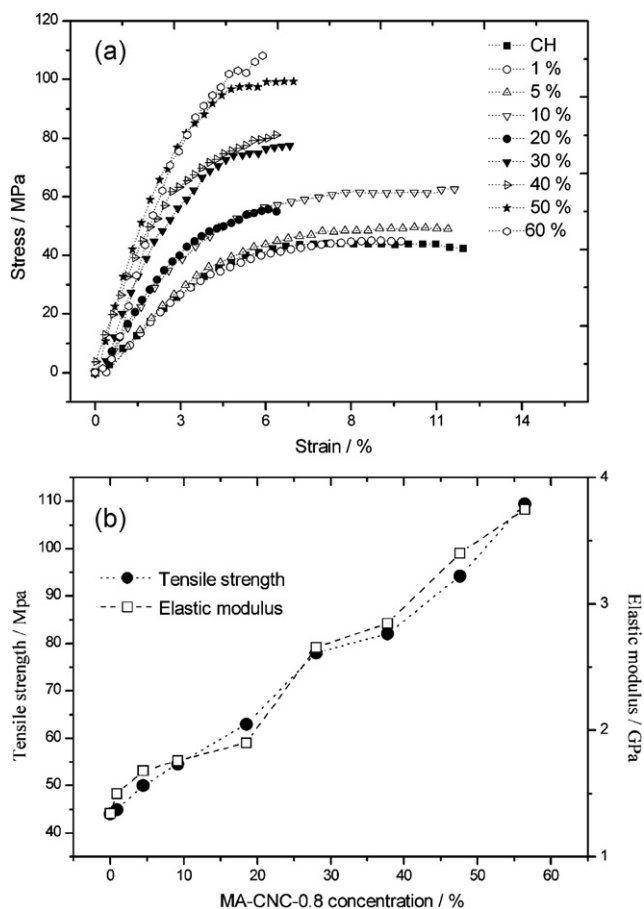 (a)
Stress / MPa
120
100
80
60
40
20
0
0 3 6 8 11 14
Strain / %
CH
1 %
5 %
10 %
20 %
30 %
40 %
50 %
60 %
(b)
Tensile strength / Mpa
110
100
90
80
70
60
50
40
Tensile strength
Elastic modulus
4
3
2
1
Elastic modulus / GPa
0 10 20 30 40 50 60
MA-CNC-0.8 concentration / %